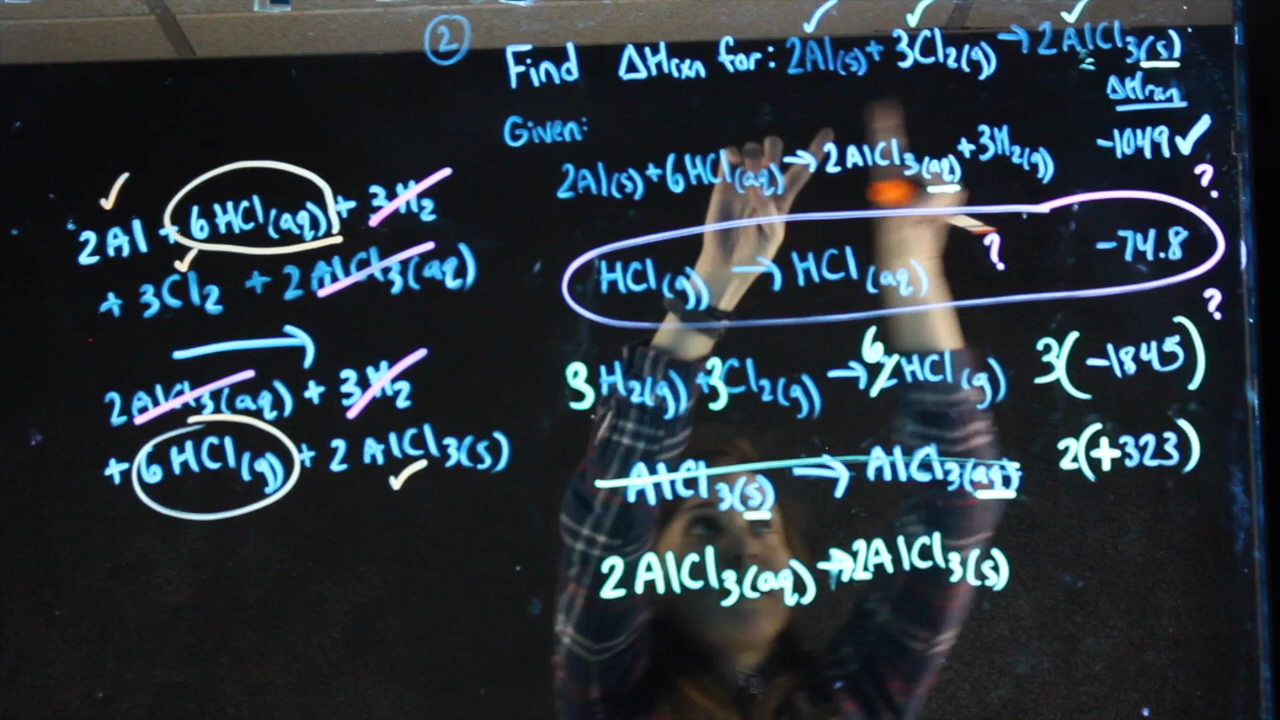 ②
Find ΔHrxn for: 2Al(s) + 3Cl₂(g) → 2AlCl₃(s)
ΔHrxn
Given:
2Al(s) + 6HCl(aq) → 2AlCl₃(aq) + 3H₂(g) -1049 ✓
?
HCl(g) → HCl(aq) ? -74.8
?
3H₂(g) + 3Cl₂(g) → 6HCl(g) 3(-1845)
AlCl₃(s) → AlCl₃(aq) 2(+323)
2AlCl₃(aq) → 2AlCl₃(s)
2Al + 6HCl(aq) + 3H₂
+ 3Cl₂ + 2AlCl₃(aq)
→
2AlCl₃(aq) + 3H₂
+ 6HCl(g) + 2AlCl₃(s)